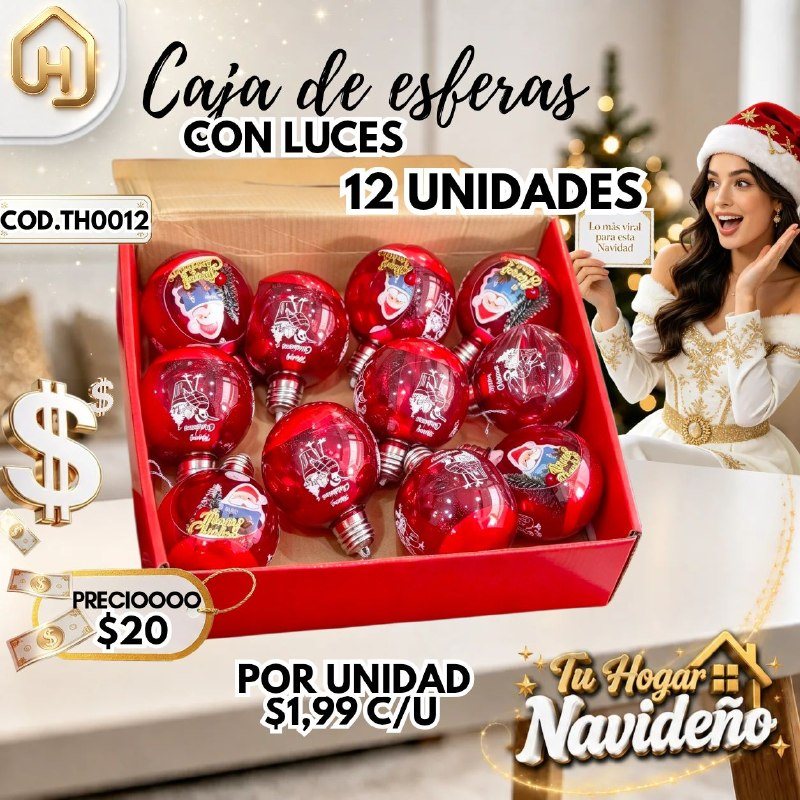 H
Caja de esferas
CON LUCES
12 UNIDADES
COD.TH0012
Lo más viral
para esta
Navidad
PRECIOOOO
$20
POR UNIDAD
$1,99 C/U
Tu Hogar
Navideño